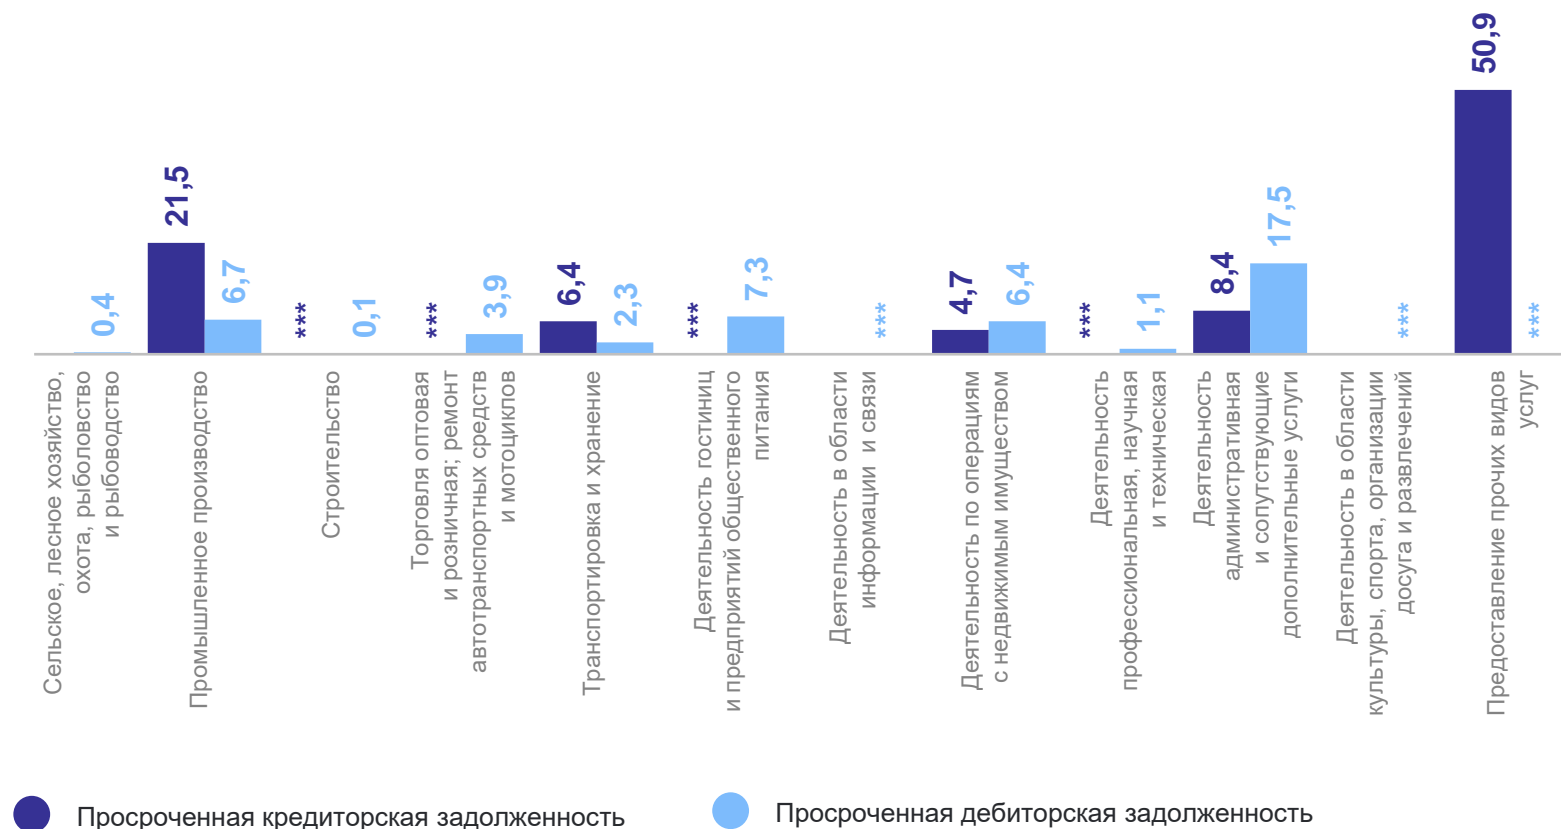 50,9
21,5
6,7
0,4
***
0,1
***
3,9
6,4
2,3
***
7,3
***
4,7
6,4
***
1,1
8,4
17,5
***
***
Сельское, лесное хозяйство,
охота, рыболовство
и рыбоводство
Промышленное производство
Строительство
Торговля оптовая
и розничная; ремонт
автотранспортных средств
и мотоциклов
Транспортировка и хранение
Деятельность гостиниц
и предприятий общественного
питания
Деятельность в области
информации и связи
Деятельность по операциям
с недвижимым имуществом
Деятельность
профессиональная, научная
и техническая
Деятельность
административная
и сопутствующие
дополнительные услуги
Деятельность в области
культуры, спорта, организации
досуга и развлечений
Предоставление прочих видов
услуг
Просроченная кредиторская задолженность
Просроченная дебиторская задолженность